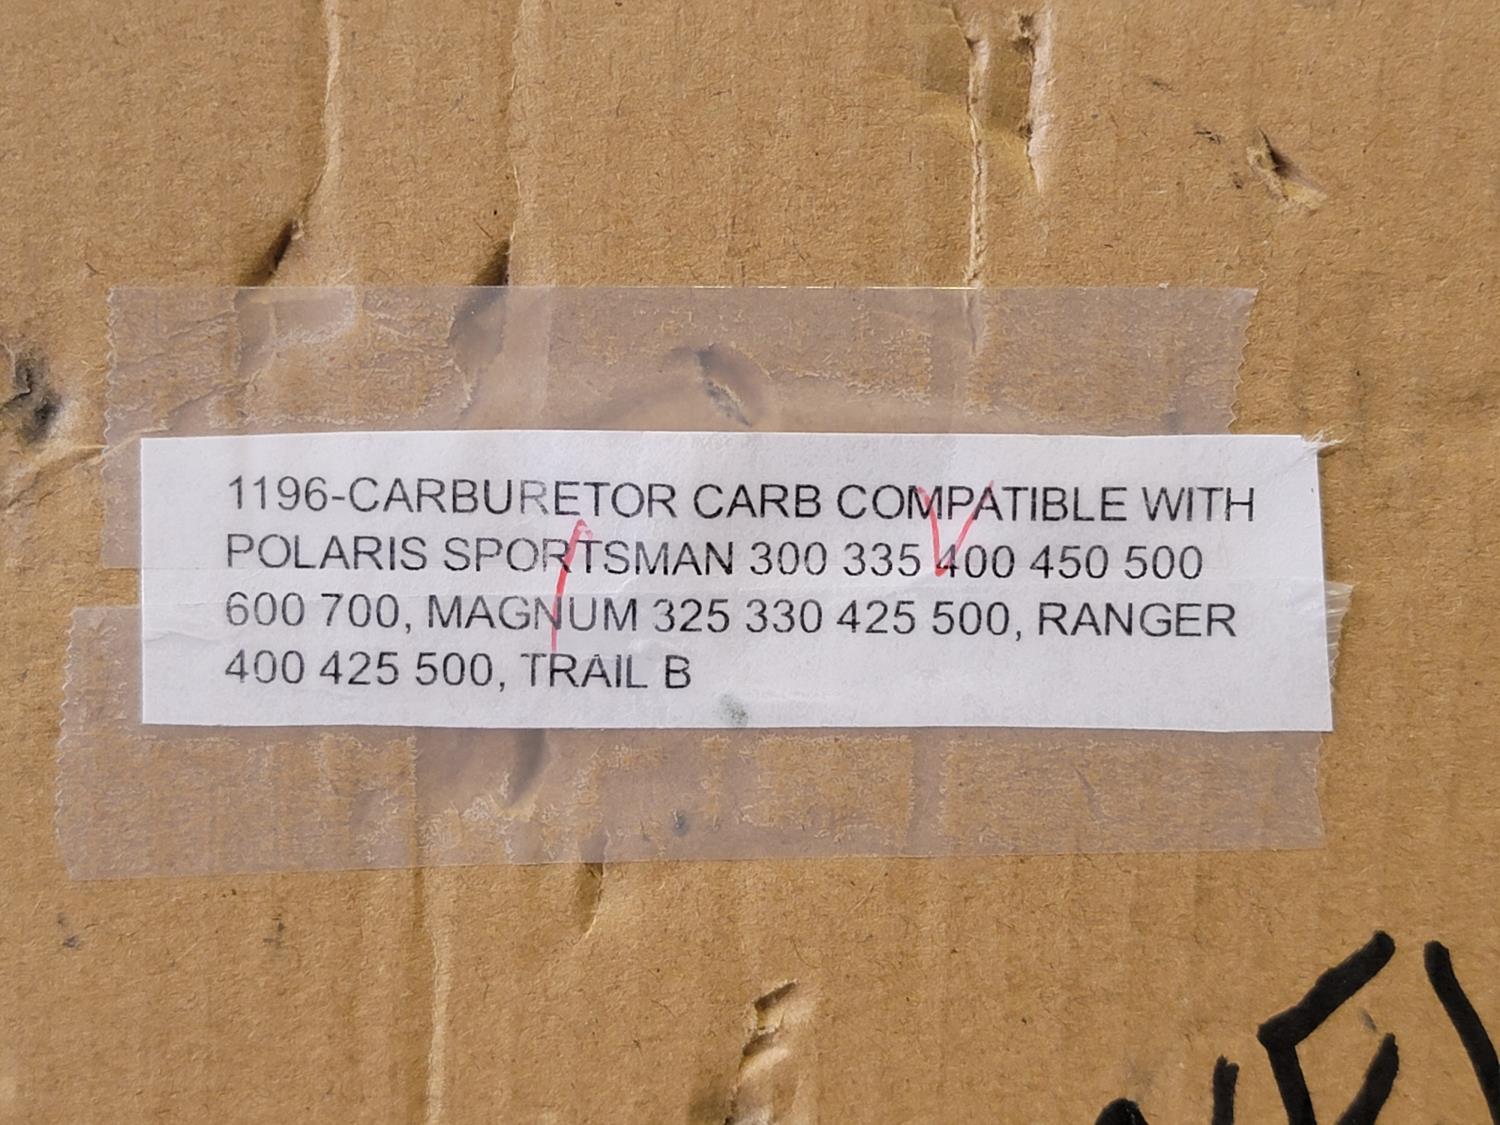 1196-CARBURETOR CARB COMPATIBLE WITH
POLARIS SPORTSMAN 300 335 400 450 500
600 700, MAGNUM 325 330 425 500, RANGER
400 425 500, TRAIL B